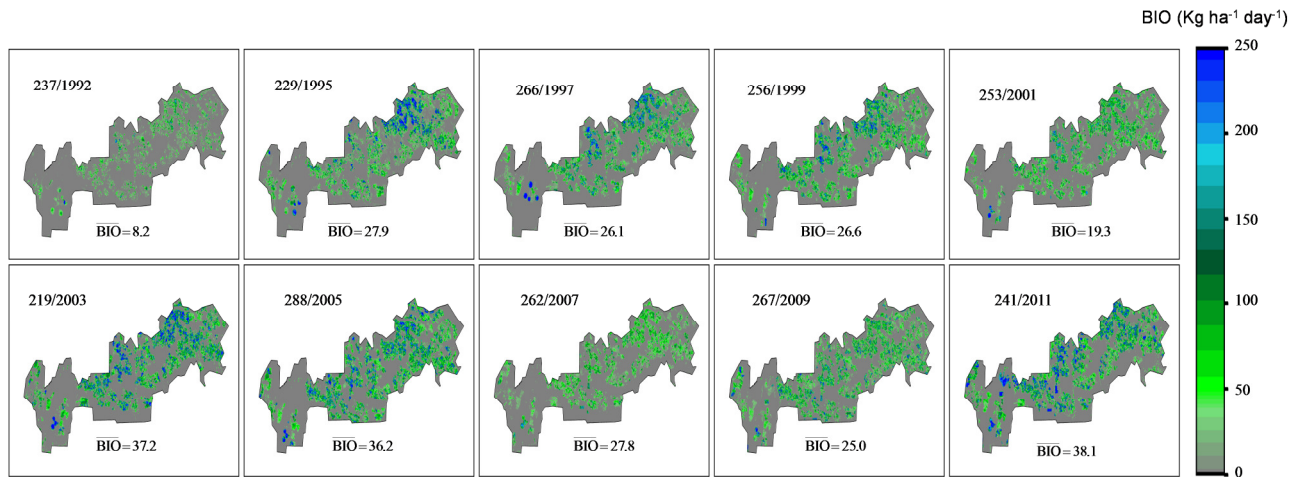 BIO (Kg ha-1 day-1)
237/1992
BIO=8.2
229/1995
BIO=27.9
266/1997
BIO=26.1
256/1999
BIO=26.6
253/2001
BIO=19.3
219/2003
BIO=37.2
288/2005
BIO=36.2
262/2007
BIO=27.8
267/2009
BIO=25.0
241/2011
BIO=38.1
250
200
150
100
50
0